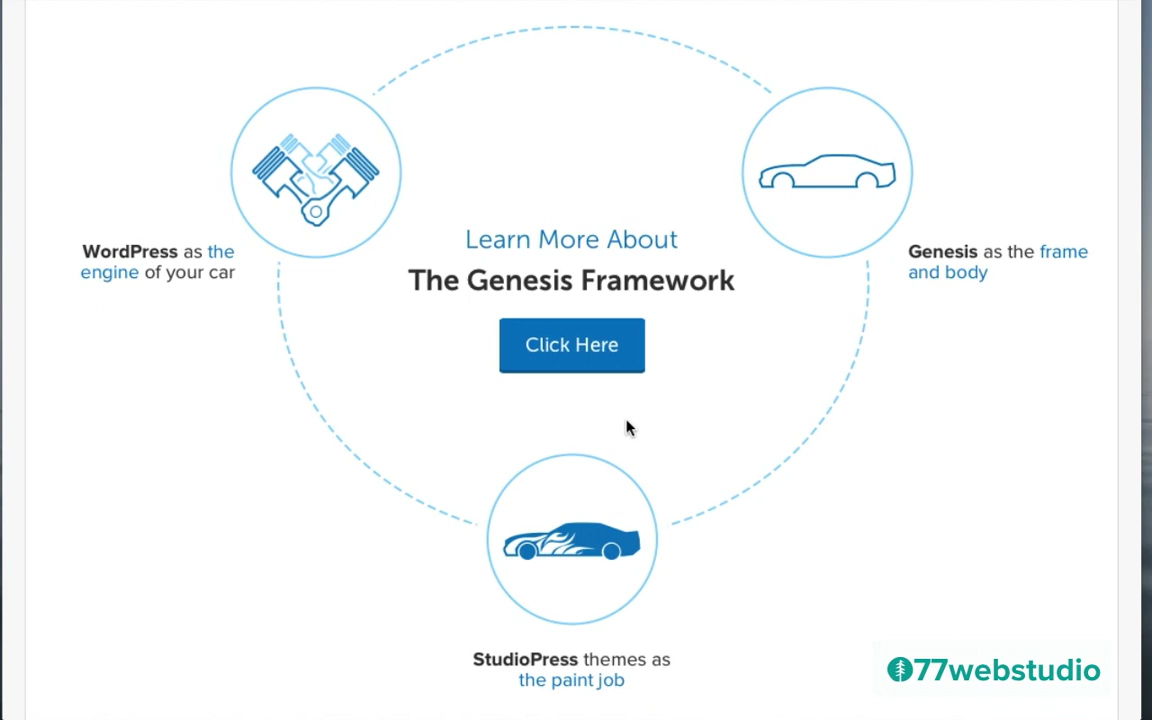 WordPress as the
engine of your car
Learn More About
The Genesis Framework
Click Here
Genesis as the frame
and body
StudioPress themes as
the paint job
77webstudio